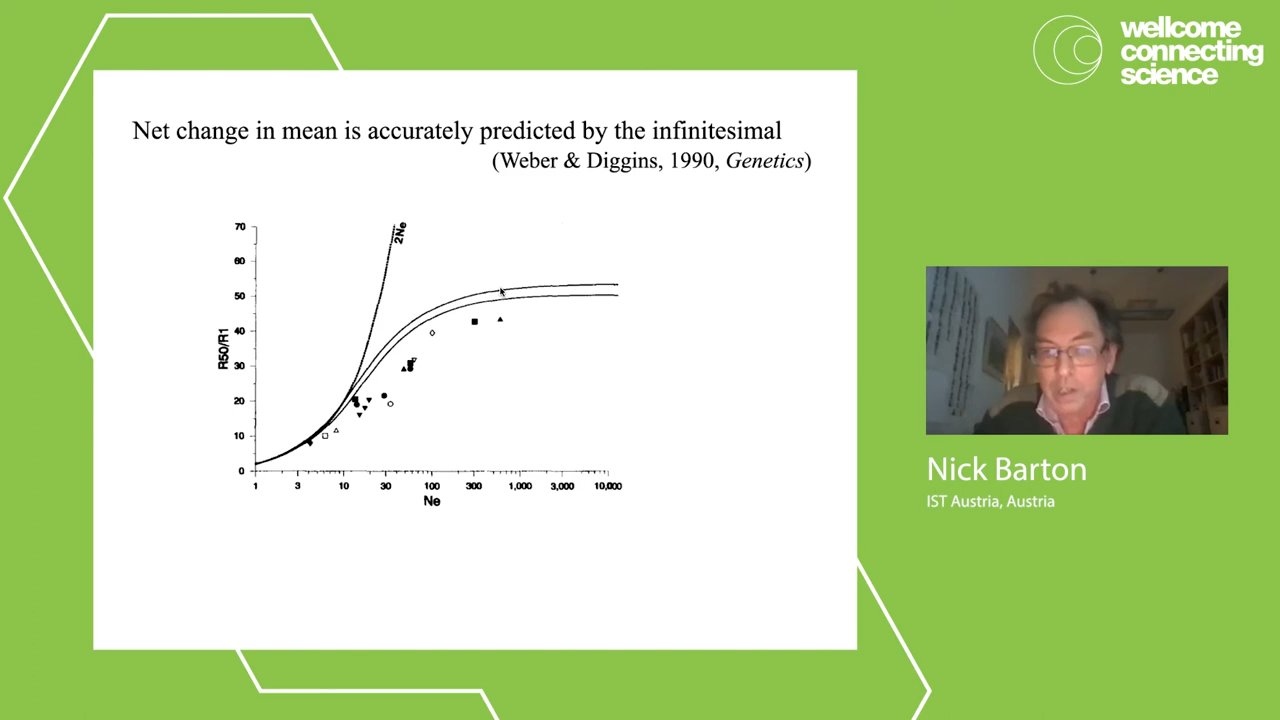 wellcome
connecting
science
Net change in mean is accurately predicted by the infinitesimal
(Weber & Diggins, 1990, Genetics)
70
60
50
40
30
20
10
0
R50/R1
2Ne
1 3 10 30 100 300 1,000 3,000 10,000
Ne
Nick Barton
IST Austria, Austria